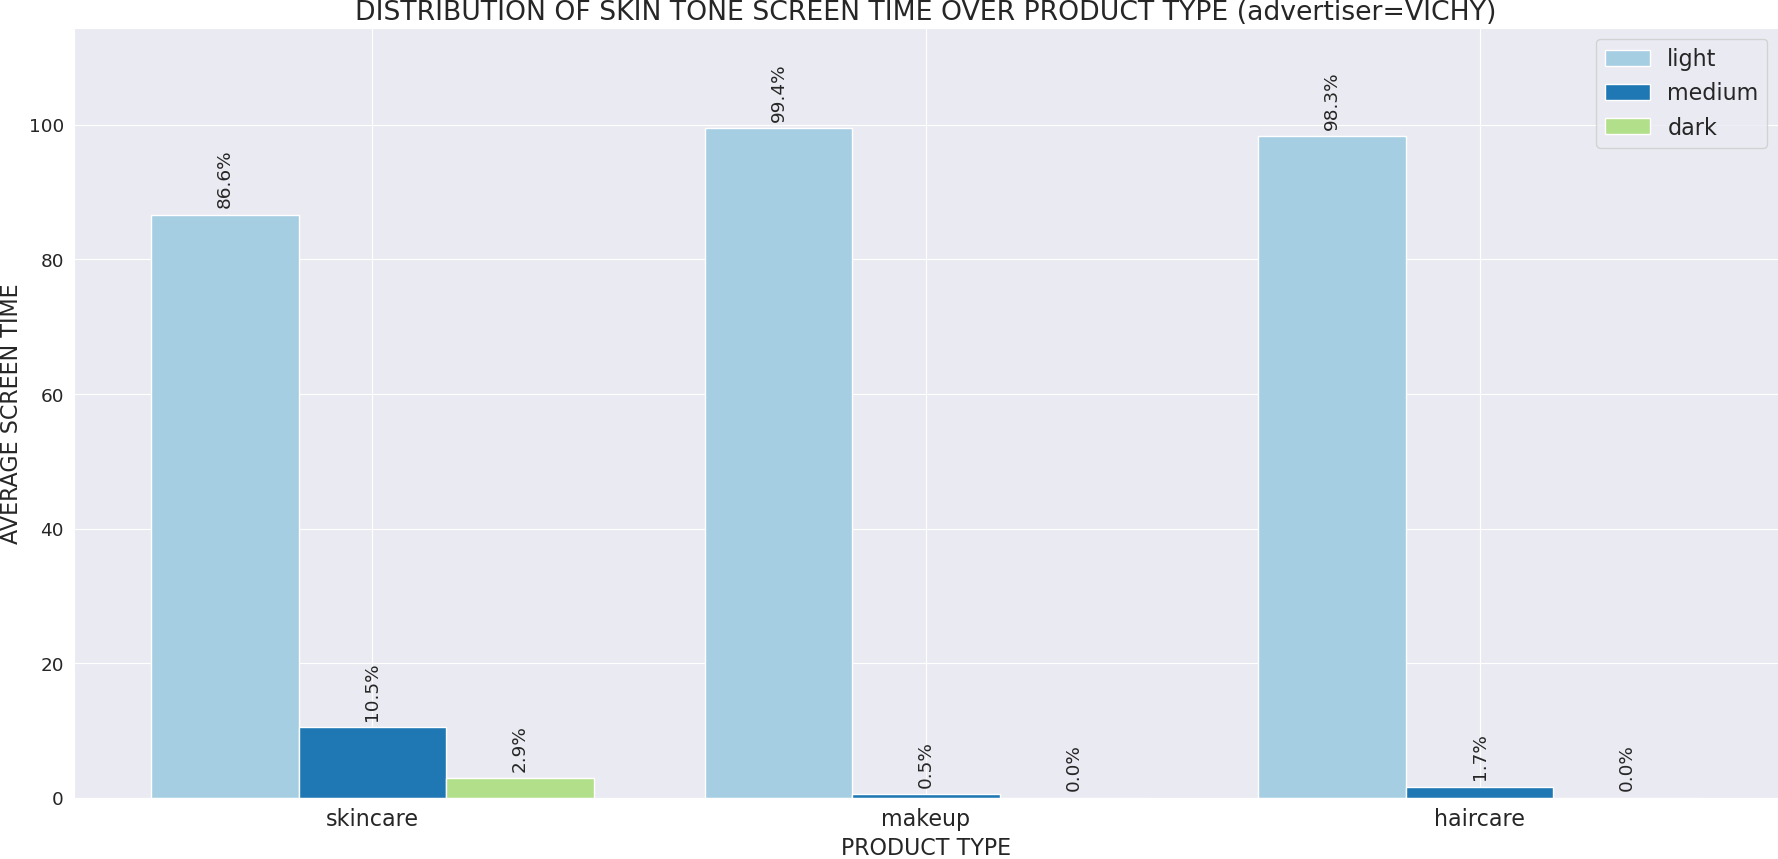 DISTRIBUTION OF SKIN TONE SCREEN TIME OVER PRODUCT TYPE (advertiser=VICHY)
light
medium
dark
AVERAGE SCREEN TIME
100
80
60
40
20
0
86.6%
10.5%
2.9%
99.4%
0.5%
0.0%
98.3%
1.7%
0.0%
skincare
makeup
haircare
PRODUCT TYPE